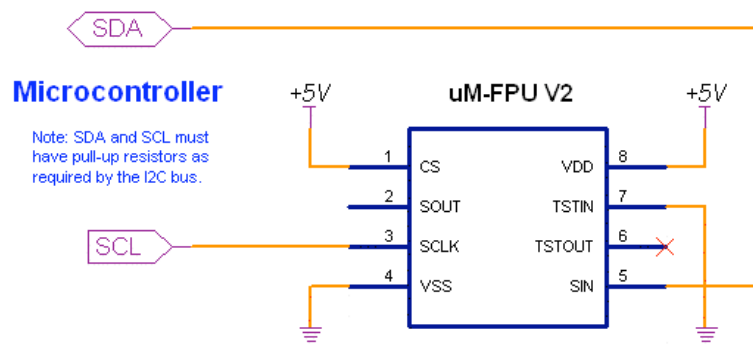 SDA
Microcontroller
+5V
uM-FPU V2
+5V
Note: SDA and SCL must
have pull-up resistors as
required by the I2C bus.
1
CS
VDD
8
2
SOUT
TSTIN
7
SCL
3
SCLK
TSTOUT
6
4
VSS
SIN
5